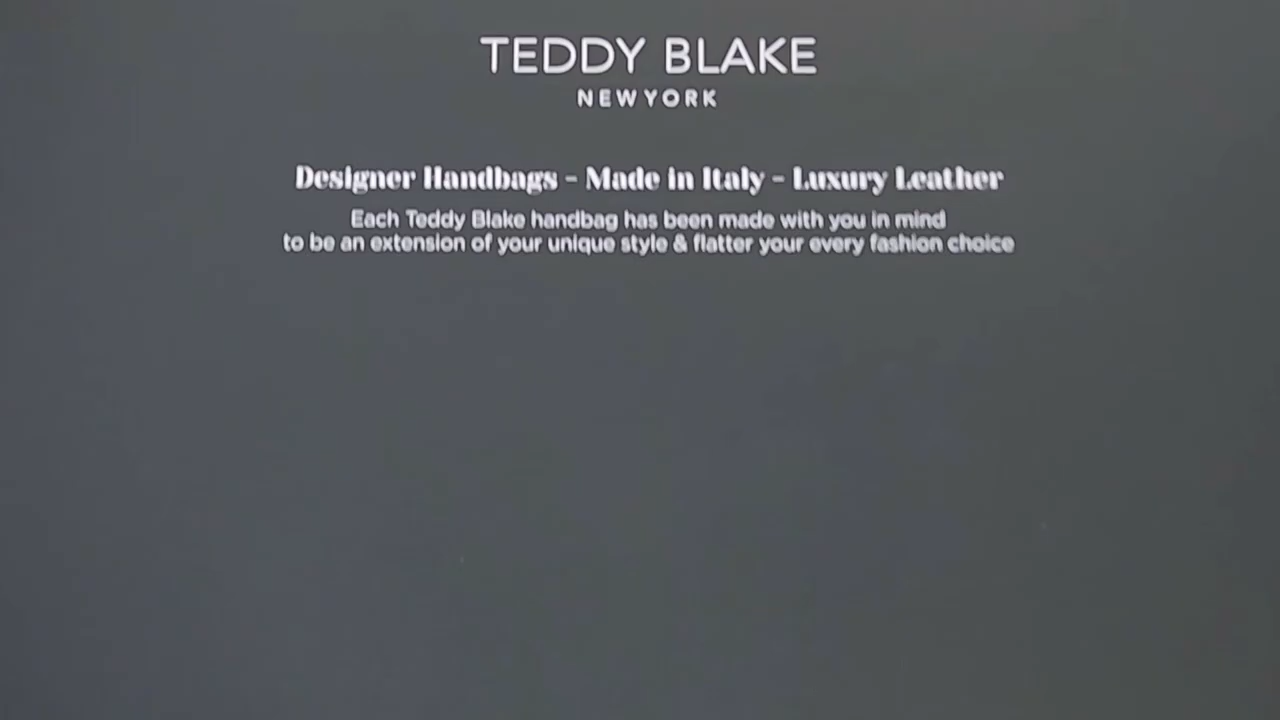 TEDDY BLAKE
NEW YORK
Designer Handbags - Made in Italy - Luxury Leather
Each Teddy Blake handbag has been made with you in mind
to be an extension of your unique style & flatter your every fashion choice